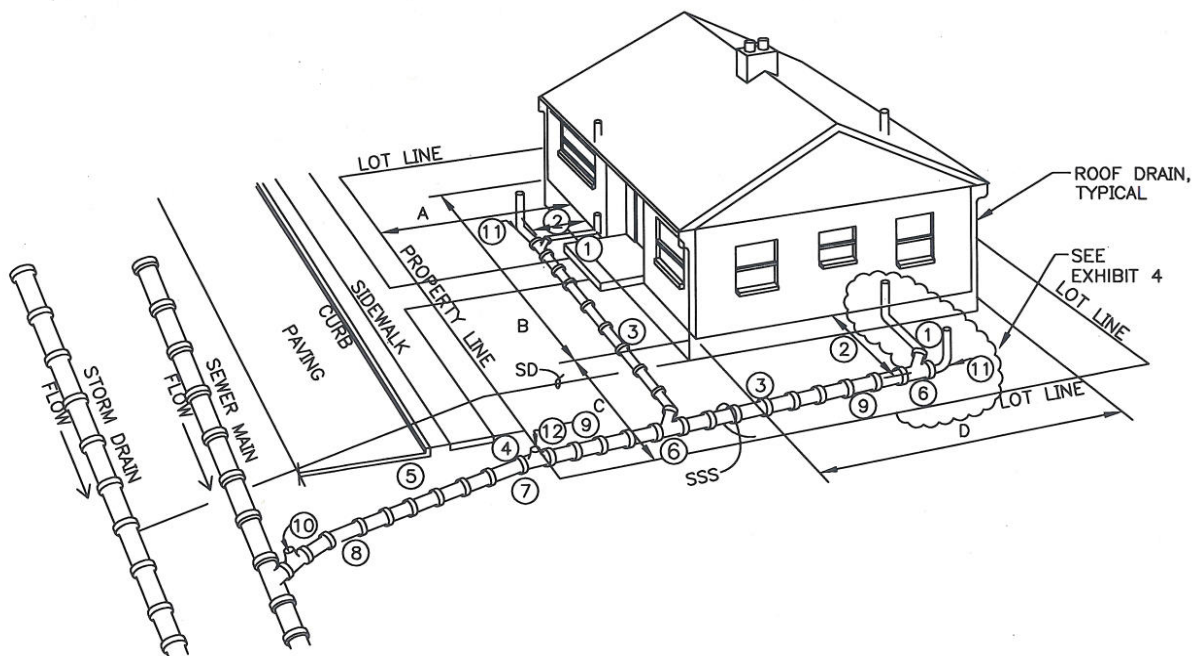 LOT LINE
ROOF DRAIN,
TYPICAL
A
2
11
1
SEE
EXHIBIT 4
PROPERTY LINE
SIDEWALK
CURB
PAVING
B
LOT LINE
3
1
2
SD
11
STORM DRAIN
FLOW
SEWER MAIN
FLOW
3
9
6
C
12
9
LOT LINE
4
6
D
5
7
SSS
10
8